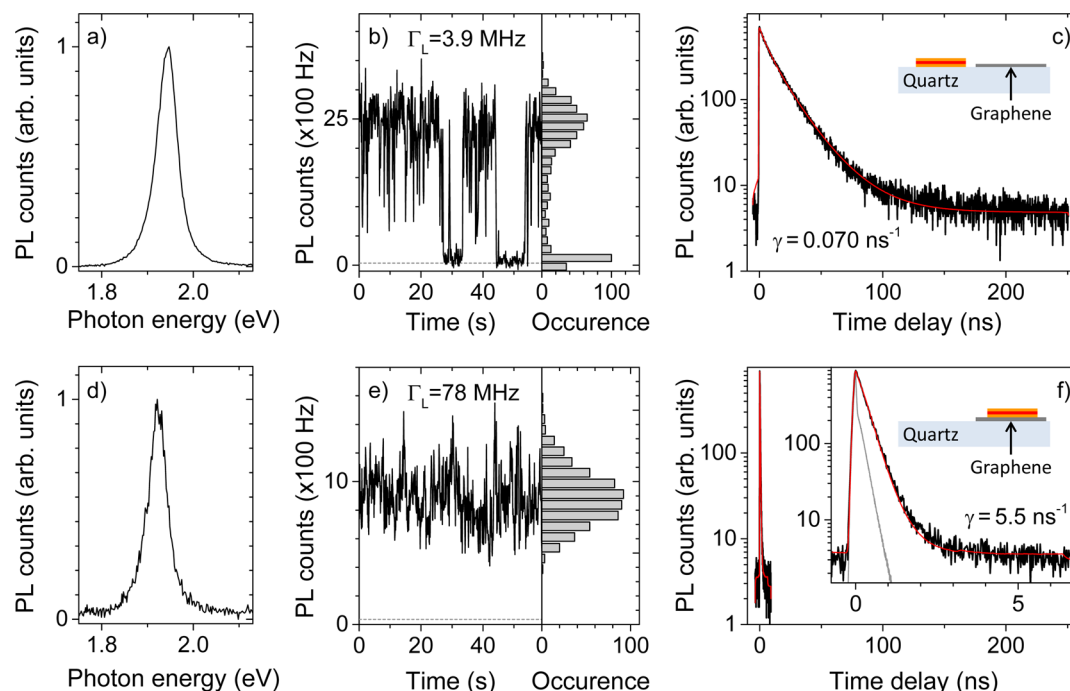 a)
PL counts (arb. units)
1
0
1.8
2.0
Photon energy (eV)
b)
Γ_L=3.9 MHz
PL counts (x100 Hz)
25
0
0
20
40
0
100
Time (s)
Occurence
c)
PL counts (arb. units)
100
10
1
Quartz
Graphene
γ = 0.070 ns⁻¹
0
100
200
Time delay (ns)
d)
PL counts (arb. units)
1
0
1.8
2.0
Photon energy (eV)
e)
Γ_L=78 MHz
PL counts (x100 Hz)
10
0
0
20
40
0
100
Time (s)
Occurence
f)
PL counts (arb. units)
100
10
1
100
10
Quartz
Graphene
γ = 5.5 ns⁻¹
0
5
0
100
200
Time delay (ns)